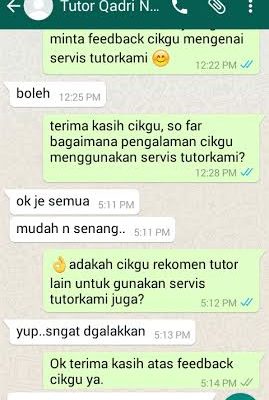 Tutor Qadri N...
minta feedback cikgu mengenai
servis tutorkami 😊
12:22 PM
boleh
12:25 PM
terima kasih cikgu, so far
bagaimana pengalaman cikgu
menggunakan servis tutorkami?
12:28 PM
ok je semua 5:11 PM
mudah n senang.. 5:11 PM
👌adakah cikgu rekomen tutor
lain untuk gunakan servis
tutorkami juga?
5:12 PM
yup..sngat dgalakkan 5:13 PM
Ok terima kasih atas feedback
cikgu ya.
5:14 PM